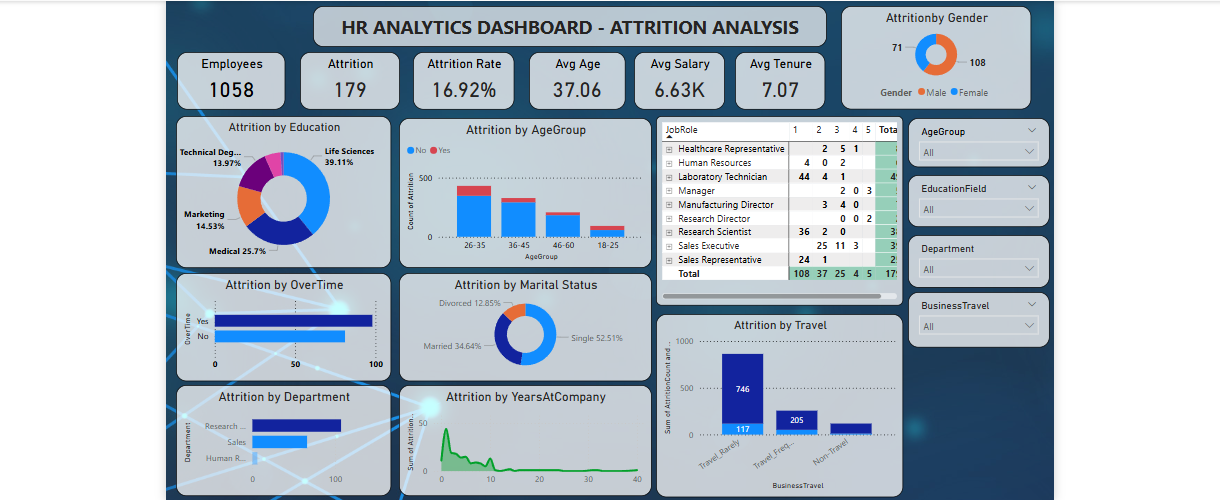 HR ANALYTICS DASHBOARD - ATTRITION ANALYSIS
Employees
1058
Attrition
179
Attrition Rate
16.92%
Avg Age
37.06
Avg Salary
6.63K
Avg Tenure
7.07
Attritionby Gender
71
108
Gender Male Female
Attrition by Education
Technical Deg...
13.97%
Life Sciences
39.11%
Marketing
14.53%
Medical 25.7%
Attrition by AgeGroup
No Yes
Count of Attrition
500
0
26-35 36-45 46-60 18-25
AgeGroup
JobRole 1 2 3 4 5 Tota
Healthcare Representative 2 5 1
Human Resources 4 0 2
Laboratory Technician 44 4 1 4
Manager 2 0 3
Manufacturing Director 3 4 0
Research Director 0 0 2
Research Scientist 36 2 0 3
Sales Executive 25 11 3 3
Sales Representative 24 1 2
Total 108 37 25 4 5 17
AgeGroup
All
EducationField
All
Department
All
BusinessTravel
All
Attrition by OverTime
OverTime
Yes
No
0 50 100
Attrition by Marital Status
Divorced 12.85%
Married 34.64%
Single 52.51%
Attrition by Travel
Sum of AttritionCount and ...
1000
500
0
746
117
205
Travel_Rarely
Travel_Freq...
Non-Travel
BusinessTravel
Attrition by Department
Department
Research ...
Sales
Human R...
0 100
Attrition by YearsAtCompany
Sum of Attrition...
50
0
0 10 20 30 40